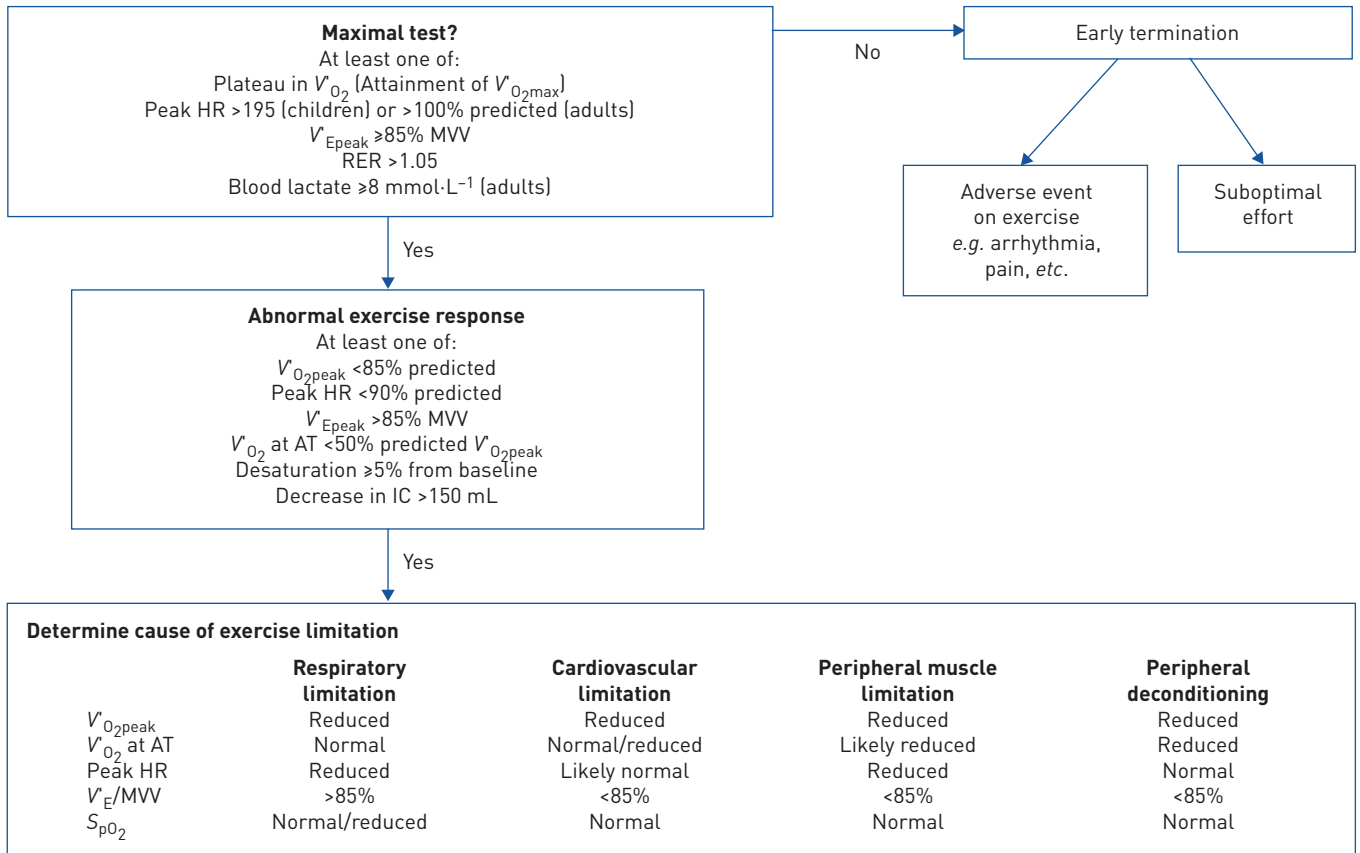 Maximal test?
At least one of:
Plateau in V'O2 (Attainment of V'O2max)
Peak HR >195 (children) or >100% predicted (adults)
V'Epeak ≥85% MVV
RER >1.05
Blood lactate ≥8 mmol·L–1 (adults)
No
Early termination
Adverse event
on exercise
e.g. arrhythmia,
pain, etc.
Suboptimal
effort
Yes
Abnormal exercise response
At least one of:
V'O2peak <85% predicted
Peak HR <90% predicted
V'Epeak >85% MVV
V'O2 at AT <50% predicted V'O2peak
Desaturation ≥5% from baseline
Decrease in IC >150 mL
Yes
Determine cause of exercise limitation
Respiratory limitation Cardiovascular limitation Peripheral muscle limitation Peripheral deconditioning
V'O2peak Reduced Reduced Reduced Reduced
V'O2 at AT Normal Normal/reduced Likely reduced Reduced
Peak HR Reduced Likely normal Reduced Normal
V'E/MVV >85% <85% <85% <85%
SpO2 Normal/reduced Normal Normal Normal